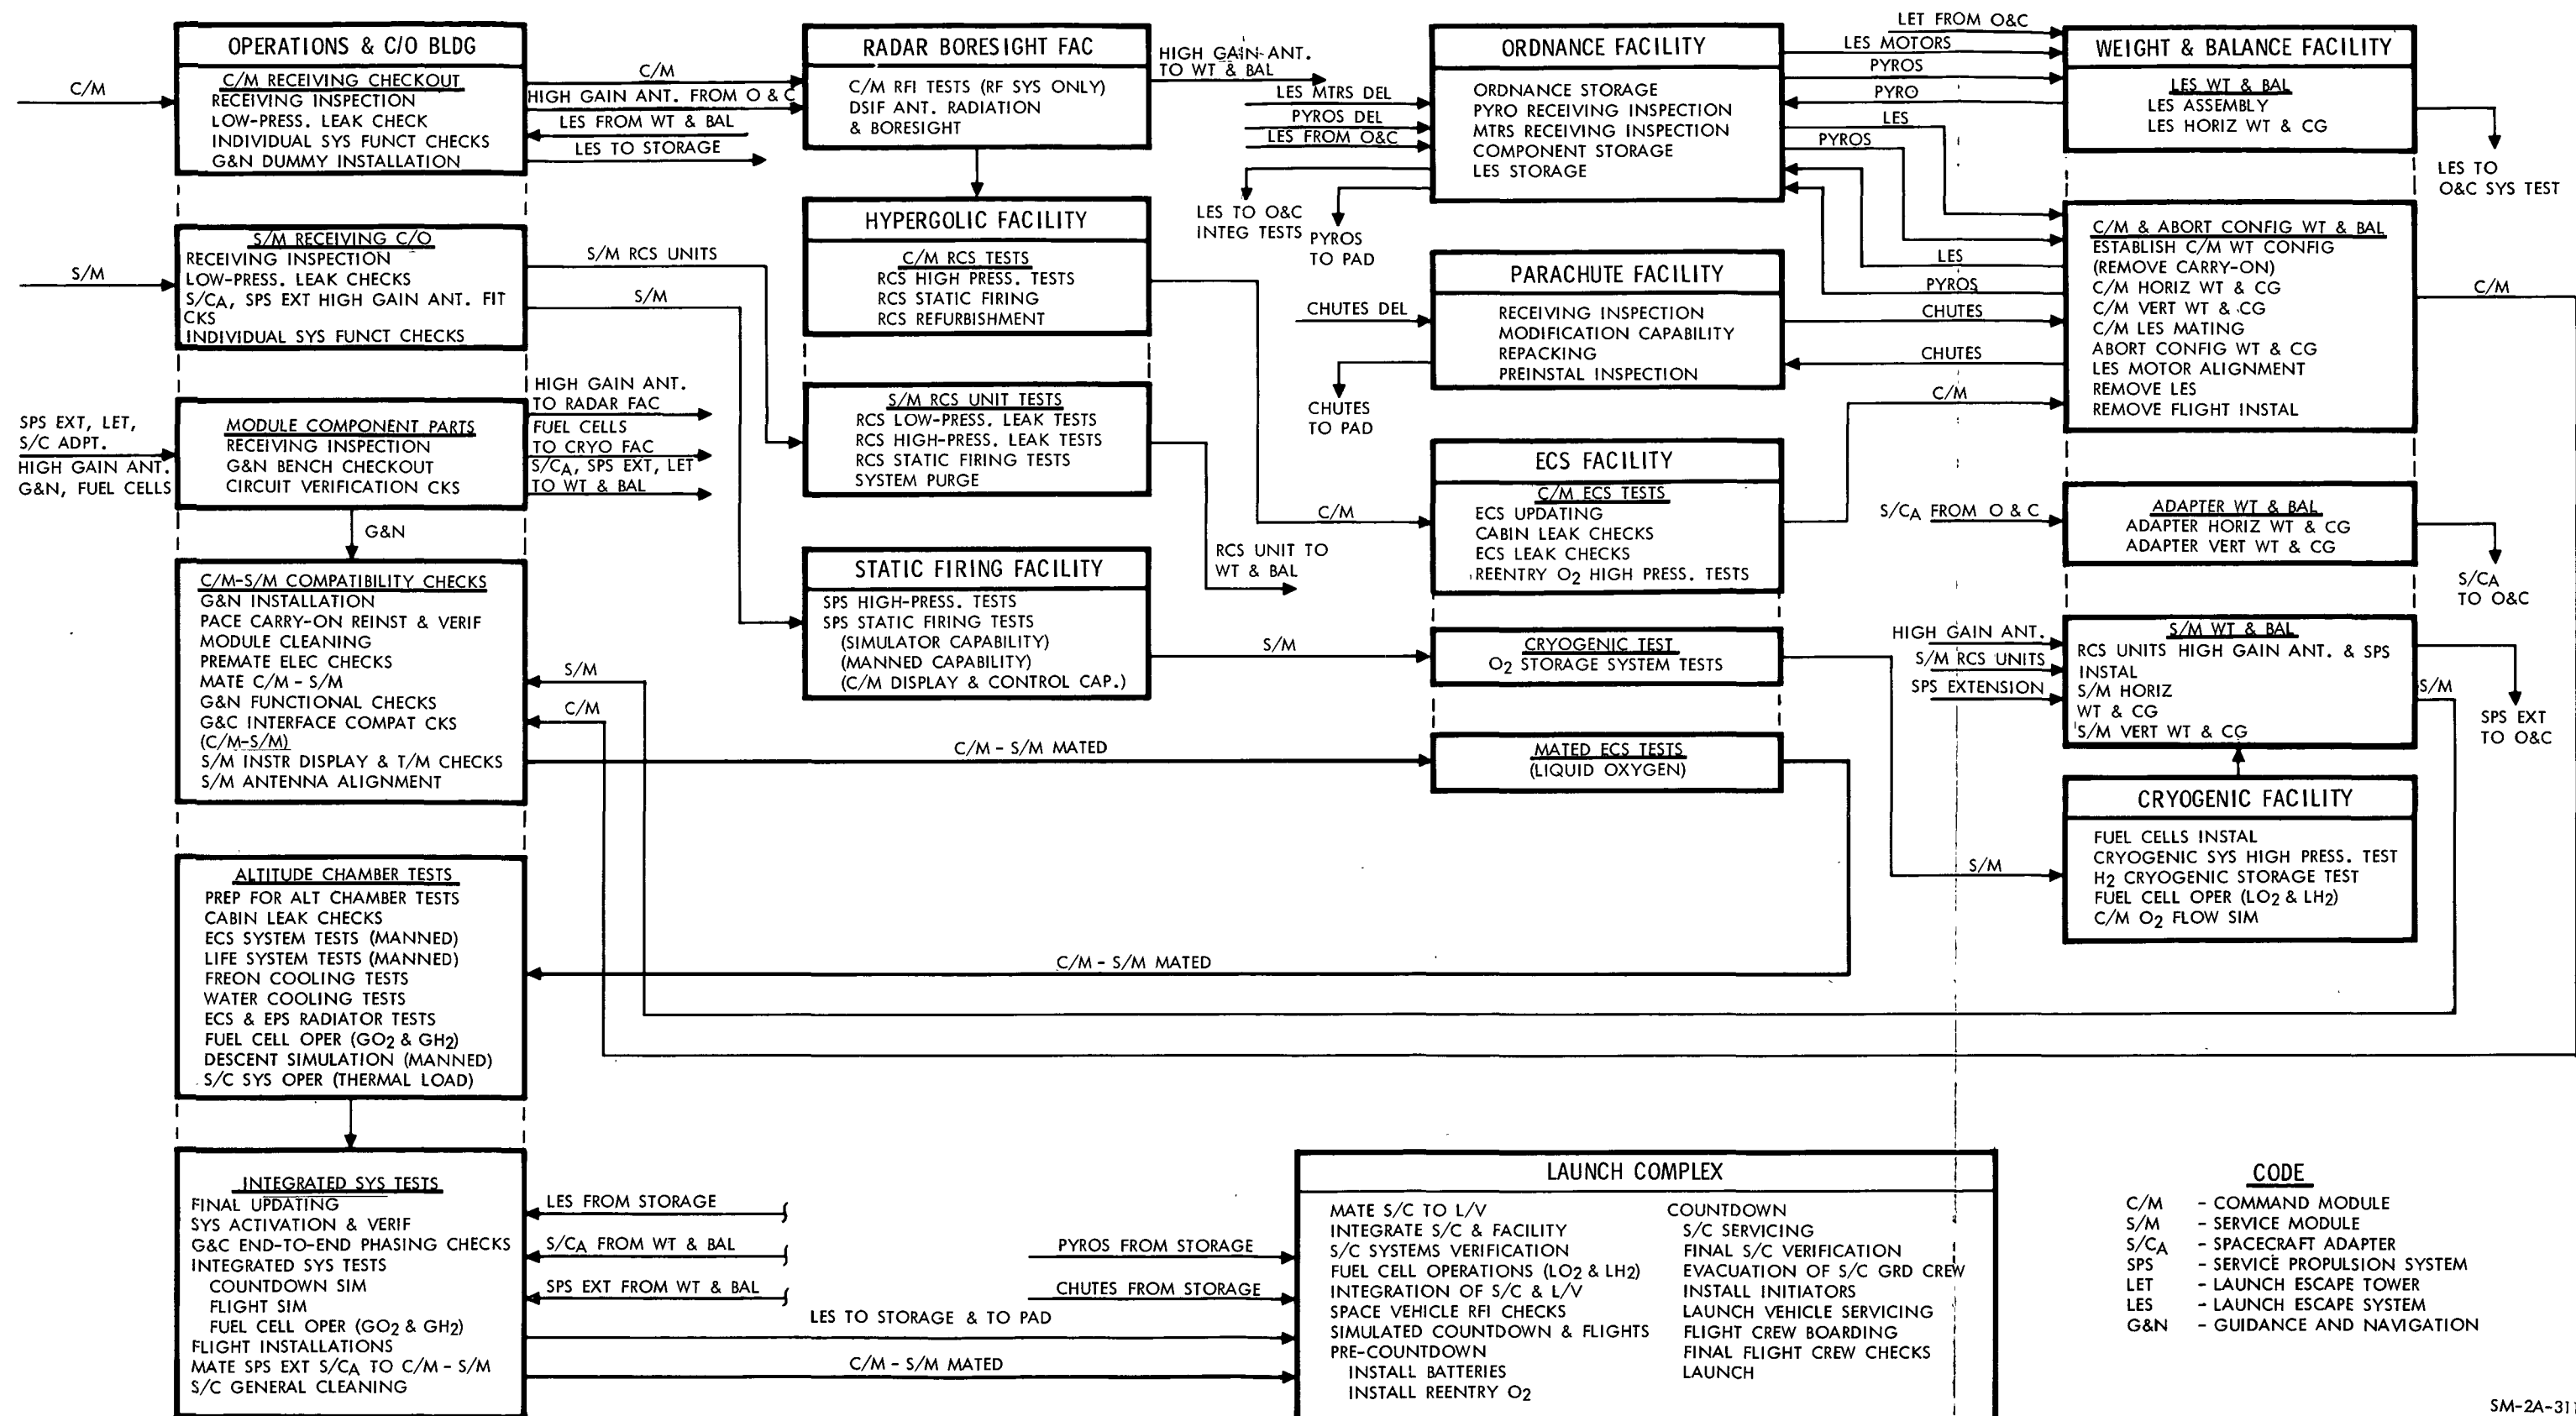 OPERATIONS & C/O BLDG
C/M RECEIVING CHECKOUT
RECEIVING INSPECTION
LOW-PRESS. LEAK CHECK
INDIVIDUAL SYS FUNCT CHECKS
G&N DUMMY INSTALLATION
C/M
S/M RECEIVING C/O
RECEIVING INSPECTION
LOW-PRESS. LEAK CHECKS
S/CA, SPS EXT HIGH GAIN ANT. FIT
CKS
INDIVIDUAL SYS FUNCT CHECKS
S/M
MODULE COMPONENT PARTS
RECEIVING INSPECTION
G&N BENCH CHECKOUT
CIRCUIT VERIFICATION CKS
SPS EXT, LET,
S/C ADPT.
HIGH GAIN ANT.
G&N, FUEL CELLS
G&N
C/M-S/M COMPATIBILITY CHECKS
G&N INSTALLATION
PACE CARRY-ON REINST & VERIF
MODULE CLEANING
PREMATE ELEC CHECKS
MATE C/M - S/M
G&N FUNCTIONAL CHECKS
G&C INTERFACE COMPAT CKS
(C/M-S/M)
S/M INSTR DISPLAY & T/M CHECKS
S/M ANTENNA ALIGNMENT
ALTITUDE CHAMBER TESTS
PREP FOR ALT CHAMBER TESTS
CABIN LEAK CHECKS
ECS SYSTEM TESTS (MANNED)
LIFE SYSTEM TESTS (MANNED)
FREON COOLING TESTS
WATER COOLING TESTS
ECS & EPS RADIATOR TESTS
FUEL CELL OPER (GO2 & GH2)
DESCENT SIMULATION (MANNED)
S/C SYS OPER (THERMAL LOAD)
INTEGRATED SYS TESTS
FINAL UPDATING
SYS ACTIVATION & VERIF
G&C END-TO-END PHASING CHECKS
INTEGRATED SYS TESTS
COUNTDOWN SIM
FLIGHT SIM
FUEL CELL OPER (GO2 & GH2)
FLIGHT INSTALLATIONS
MATE SPS EXT S/CA TO C/M - S/M
S/C GENERAL CLEANING
C/M
HIGH GAIN ANT. FROM O & C
LES FROM WT & BAL
LES TO STORAGE
S/M RCS UNITS
S/M
HIGH GAIN ANT.
TO RADAR FAC
FUEL CELLS
TO CRYO FAC
S/CA, SPS EXT, LET
TO WT & BAL
S/M
C/M
C/M - S/M MATED
C/M - S/M MATED
LES FROM STORAGE
S/CA FROM WT & BAL
SPS EXT FROM WT & BAL
LES TO STORAGE & TO PAD
C/M - S/M MATED
RADAR BORESIGHT FAC
C/M RFI TESTS (RF SYS ONLY)
DSIF ANT. RADIATION
& BORESIGHT
HIGH GAIN ANT.
TO WT & BAL
HYPERGOLIC FACILITY
C/M RCS TESTS
RCS HIGH PRESS. TESTS
RCS STATIC FIRING
RCS REFURBISHMENT
S/M RCS UNIT TESTS
RCS LOW-PRESS. LEAK TESTS
RCS HIGH-PRESS. LEAK TESTS
RCS STATIC FIRING TESTS
SYSTEM PURGE
RCS UNIT TO
WT & BAL
STATIC FIRING FACILITY
SPS HIGH-PRESS. TESTS
SPS STATIC FIRING TESTS
(SIMULATOR CAPABILITY)
(MANNED CAPABILITY)
(C/M DISPLAY & CONTROL CAP.)
S/M
C/M
LES MTRS DEL
PYROS DEL
LES FROM O&C
LES TO O&C
INTEG TESTS
PYROS
TO PAD
ORDNANCE FACILITY
ORDNANCE STORAGE
PYRO RECEIVING INSPECTION
MTRS RECEIVING INSPECTION
COMPONENT STORAGE
LES STORAGE
CHUTES DEL
CHUTES
TO PAD
PARACHUTE FACILITY
RECEIVING INSPECTION
MODIFICATION CAPABILITY
REPACKING
PREINSTAL INSPECTION
ECS FACILITY
C/M ECS TESTS
ECS UPDATING
CABIN LEAK CHECKS
ECS LEAK CHECKS
REENTRY O2 HIGH PRESS. TESTS
CRYOGENIC TEST
O2 STORAGE SYSTEM TESTS
MATED ECS TESTS
(LIQUID OXYGEN)
LET FROM O&C
LES MOTORS
PYROS
PYRO
LES
PYROS
LES
PYROS
CHUTES
CHUTES
C/M
S/CA FROM O & C
HIGH GAIN ANT.
S/M RCS UNITS
SPS EXTENSION
S/M
WEIGHT & BALANCE FACILITY
LES WT & BAL
LES ASSEMBLY
LES HORIZ WT & CG
LES TO
O&C SYS TEST
C/M & ABORT CONFIG WT & BAL
ESTABLISH C/M WT CONFIG
(REMOVE CARRY-ON)
C/M HORIZ WT & CG
C/M VERT WT & CG
C/M LES MATING
ABORT CONFIG WT & CG
LES MOTOR ALIGNMENT
REMOVE LES
REMOVE FLIGHT INSTAL
C/M
ADAPTER WT & BAL
ADAPTER HORIZ WT & CG
ADAPTER VERT WT & CG
S/CA
TO O&C
S/M WT & BAL
RCS UNITS HIGH GAIN ANT. & SPS
INSTAL
S/M HORIZ
WT & CG
S/M VERT WT & CG
S/M
SPS EXT
TO O&C
CRYOGENIC FACILITY
FUEL CELLS INSTAL
CRYOGENIC SYS HIGH PRESS. TEST
H2 CRYOGENIC STORAGE TEST
FUEL CELL OPER (LO2 & LH2)
C/M O2 FLOW SIM
PYROS FROM STORAGE
CHUTES FROM STORAGE
LAUNCH COMPLEX
MATE S/C TO L/V
INTEGRATE S/C & FACILITY
S/C SYSTEMS VERIFICATION
FUEL CELL OPERATIONS (LO2 & LH2)
INTEGRATION OF S/C & L/V
SPACE VEHICLE RFI CHECKS
SIMULATED COUNTDOWN & FLIGHTS
PRE-COUNTDOWN
INSTALL BATTERIES
INSTALL REENTRY O2
COUNTDOWN
S/C SERVICING
FINAL S/C VERIFICATION
EVACUATION OF S/C GRD CREW
INSTALL INITIATORS
LAUNCH VEHICLE SERVICING
FLIGHT CREW BOARDING
FINAL FLIGHT CREW CHECKS
LAUNCH
CODE
C/M - COMMAND MODULE
S/M - SERVICE MODULE
S/CA - SPACECRAFT ADAPTER
SPS - SERVICE PROPULSION SYSTEM
LET - LAUNCH ESCAPE TOWER
LES - LAUNCH ESCAPE SYSTEM
G&N - GUIDANCE AND NAVIGATION
SM-2A-311